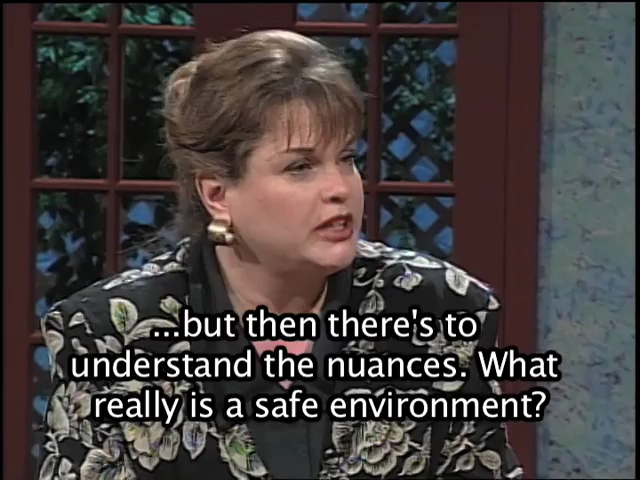 ...but then there's to
understand the nuances. What
really is a safe environment?